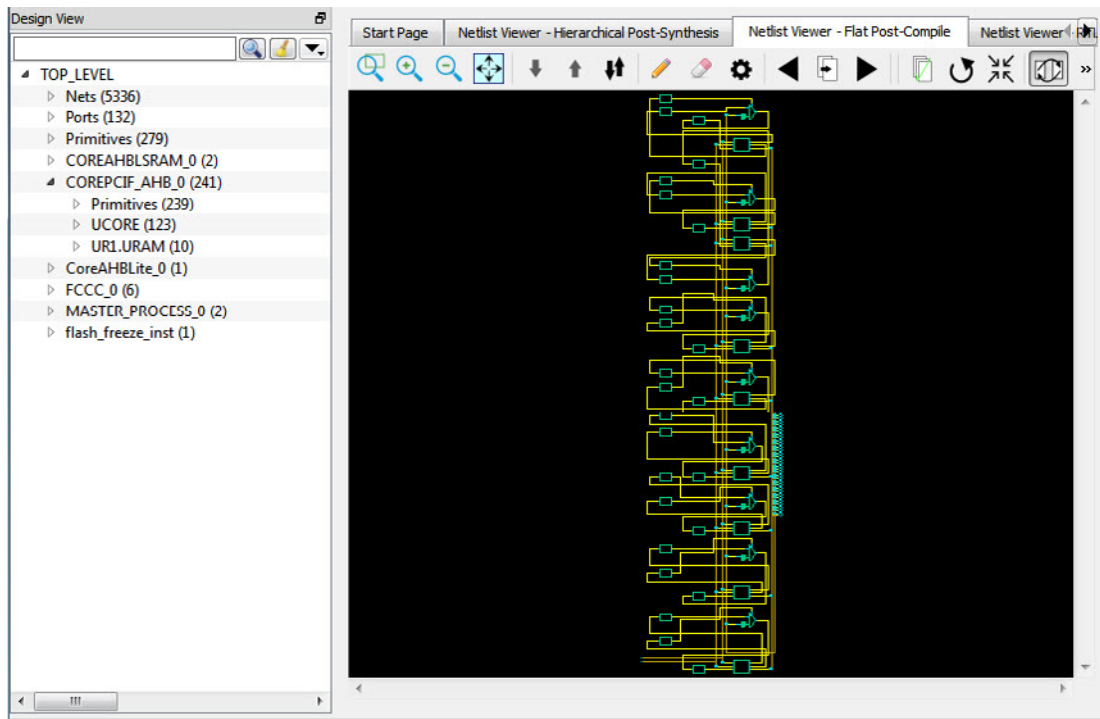 Design View
Start Page
Netlist Viewer - Hierarchical Post-Synthesis
Netlist Viewer - Flat Post-Compile
Netlist Viewer
TOP_LEVEL
Nets (5336)
Ports (132)
Primitives (279)
COREAHBLSRAM_0 (2)
COREPCIF_AHB_0 (241)
Primitives (239)
UCORE (123)
UR1.URAM (10)
CoreAHBLite_0 (1)
FCCC_0 (6)
MASTER_PROCESS_0 (2)
flash_freeze_inst (1)